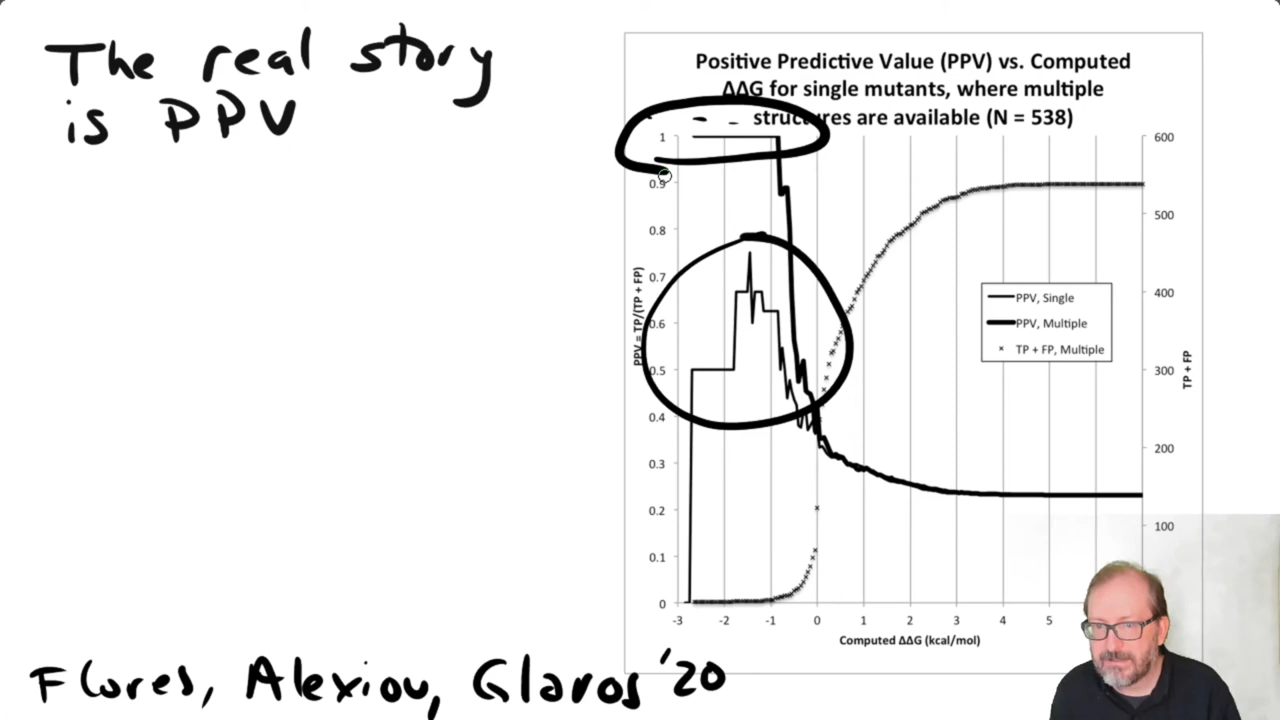 The real story
is PPV
Positive Predictive Value (PPV) vs. Computed
ΔΔG for single mutants, where multiple
structures are available (N = 538)
1
0.9
0.8
0.7
0.6
0.5
0.4
0.3
0.2
0.1
0
PPV = TP/(TP + FP)
600
500
400
300
200
100
TP + FP
PPV, Single
PPV, Multiple
TP + FP, Multiple
-3 -2 -1 0 1 2 3 4 5
Computed ΔΔG (kcal/mol)
Flores, Alexiou, Glaros '20